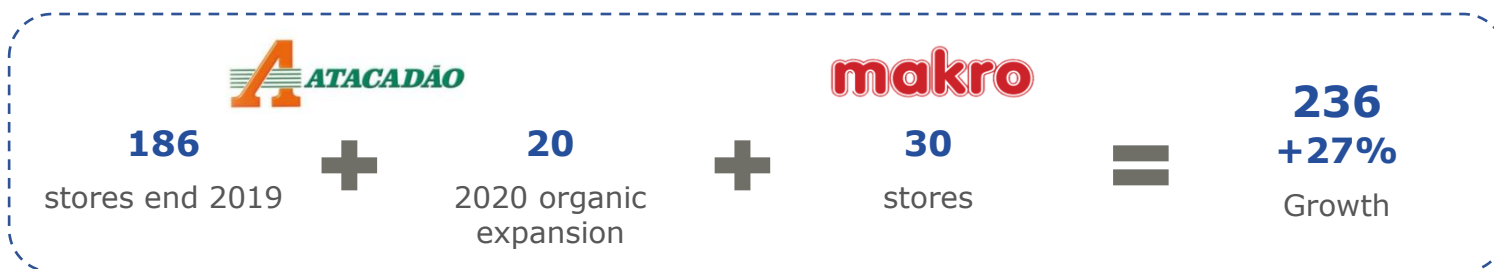 ATACADÃO
makro
186
stores end 2019
20
2020 organic
expansion
30
stores
236
+27%
Growth